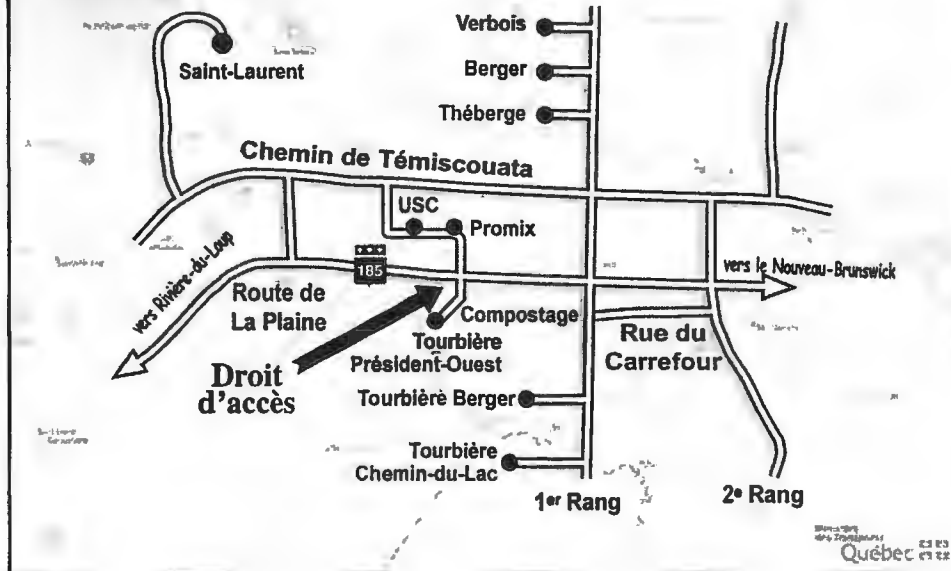 Verbois
Saint-Laurent
Berger
Théberge
Chemin de Témiscouata
USC
Promix
185
vers le Nouveau-Brunswick
vers Rivière-du-Loup
Route de
La Plaine
Compostage
Tourbière
Président-Ouest
Rue du
Carrefour
Droit
d'accès
Tourbière Berger
Tourbière
Chemin-du-Lac
1er Rang
2e Rang
des Transports
Québec